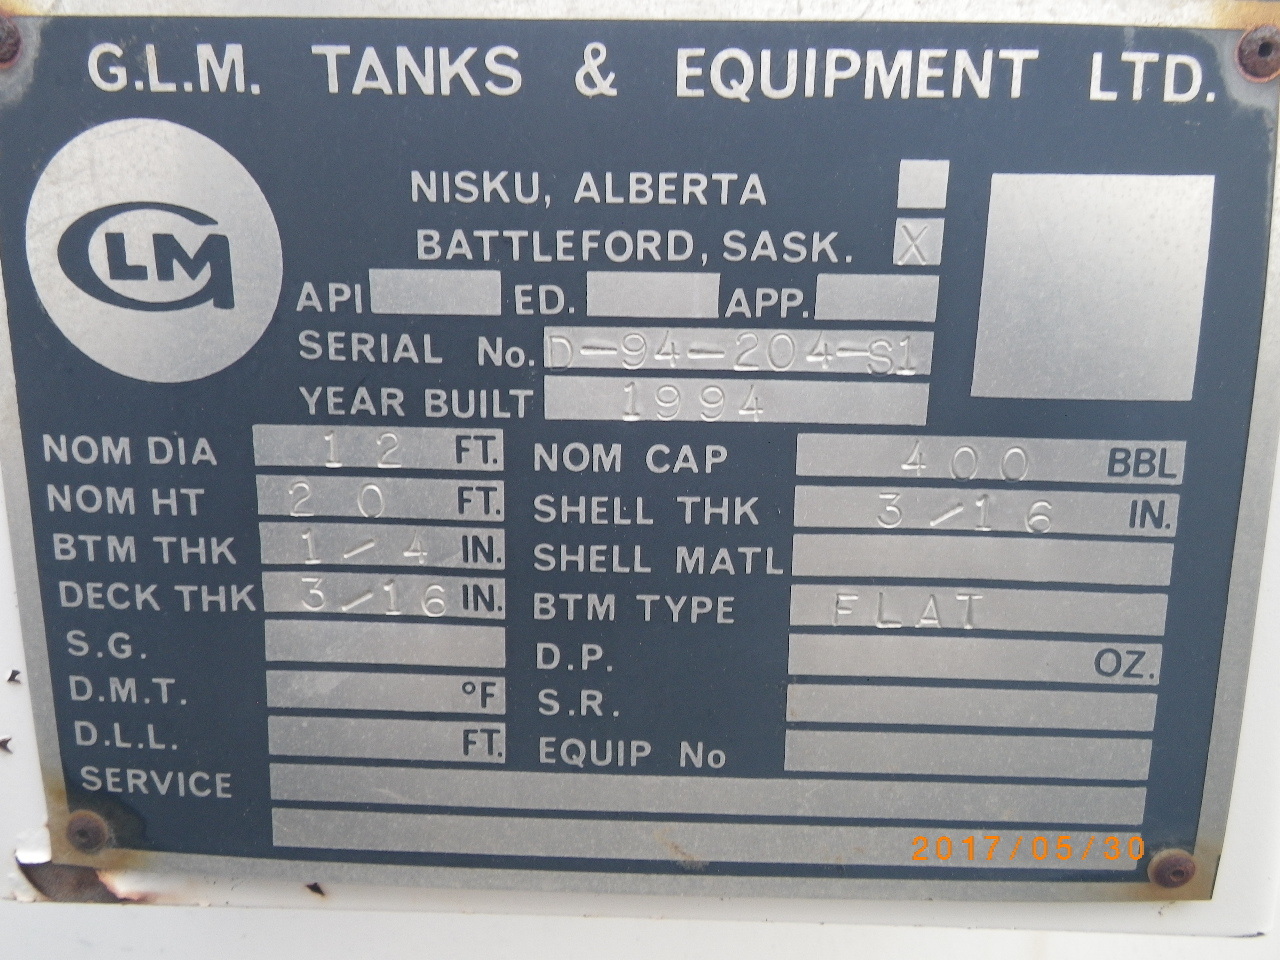 G.L.M. TANKS & EQUIPMENT LTD.
GLM
NISKU, ALBERTA
BATTLEFORD, SASK. X
API ED. APP.
SERIAL No. D-94-204-S1
YEAR BUILT 1994
NOM DIA 12 FT. NOM CAP 400 BBL
NOM HT 20 FT. SHELL THK 3/16 IN.
BTM THK 1/4 IN. SHELL MATL
DECK THK 3/16 IN. BTM TYPE FLAT
S.G. D.P. OZ.
D.M.T. °F S.R.
D.L.L. FT. EQUIP No
SERVICE
2017/05/30